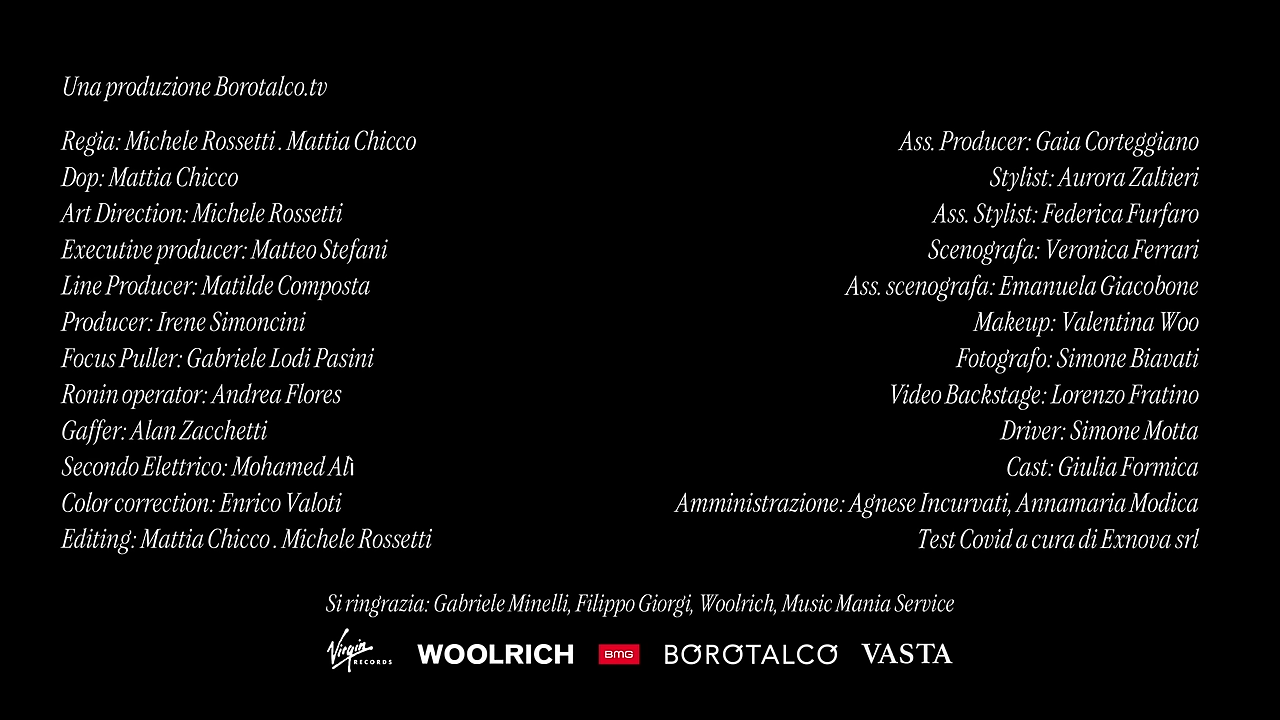 Una produzione Borotalco.tv
Regia: Michele Rossetti . Mattia Chicco
Dop: Mattia Chicco
Art Direction: Michele Rossetti
Executive producer: Matteo Stefani
Line Producer: Matilde Composta
Producer: Irene Simoncini
Focus Puller: Gabriele Lodi Pasini
Ronin operator: Andrea Flores
Gaffer: Alan Zacchetti
Secondo Elettrico: Mohamed Alì
Color correction: Enrico Valoti
Editing: Mattia Chicco . Michele Rossetti
Ass. Producer: Gaia Corteggiano
Stylist: Aurora Zaltieri
Ass. Stylist: Federica Furfaro
Scenografa: Veronica Ferrari
Ass. scenografa: Emanuela Giacobone
Makeup: Valentina Woo
Fotografo: Simone Biavati
Video Backstage: Lorenzo Fratino
Driver: Simone Motta
Cast: Giulia Formica
Amministrazione: Agnese Incurvati, Annamaria Modica
Test Covid a cura di Exnova srl
Si ringrazia: Gabriele Minelli, Filippo Giorgi, Woolrich, Music Mania Service
Virgin RECORDS WOOLRICH BMG BOROTALCO VASTA